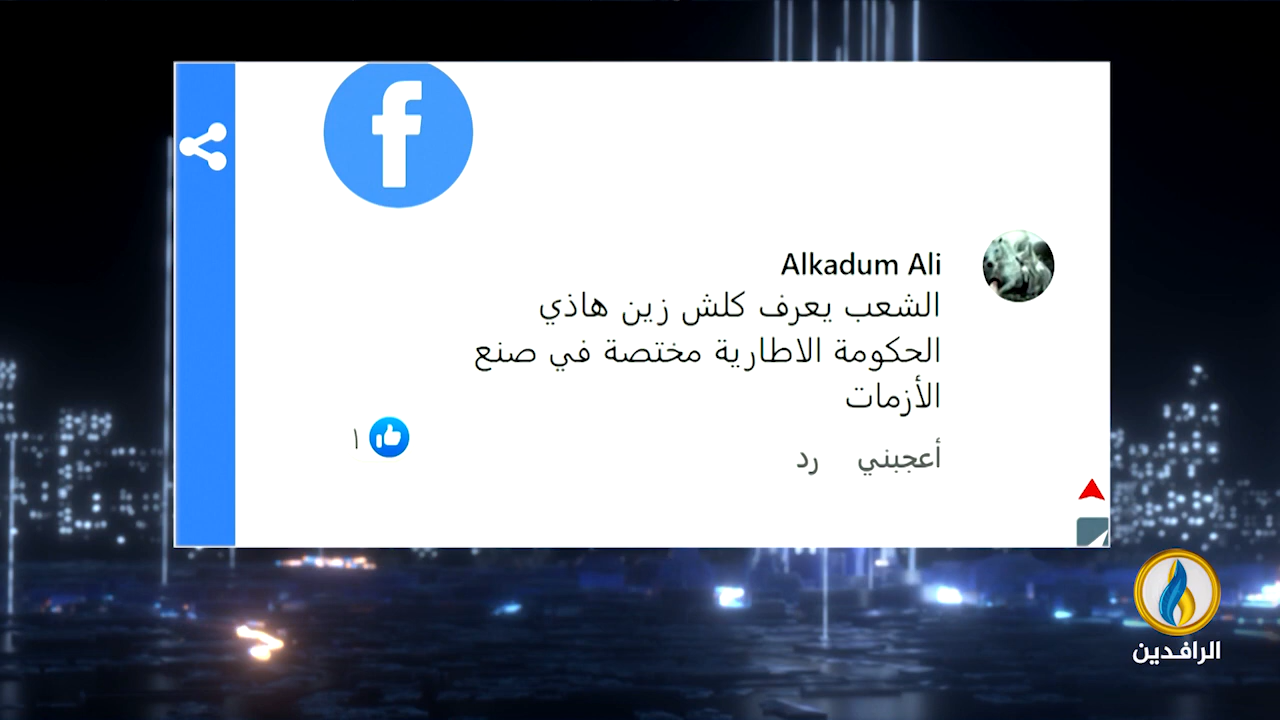 f
Alkadum Ali
الشعب يعرف كلش زين هاذي
الحكومة الاطارية مختصة في صنع
الأزمات
أعجبني رد
١
الرافدين